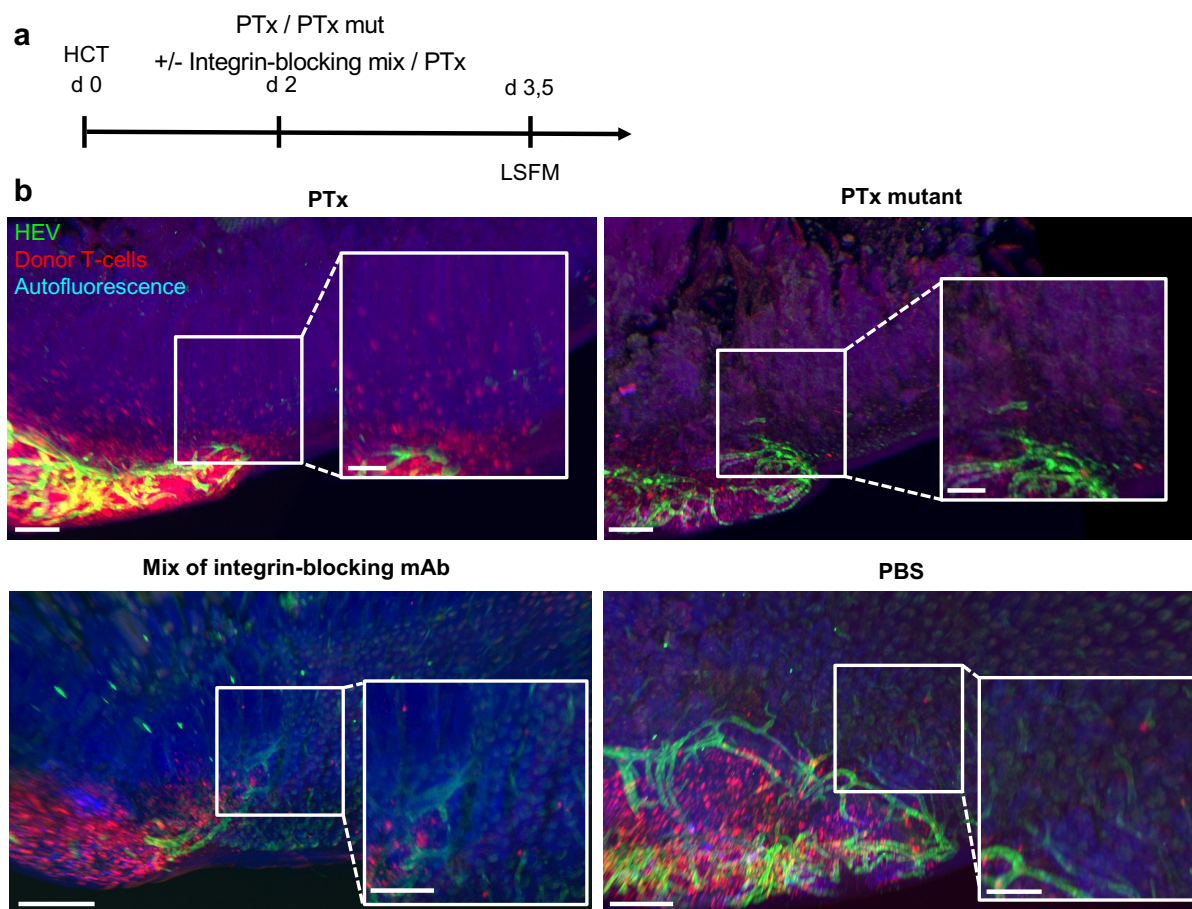 a
PTx / PTx mut
HCT
+/- Integrin-blocking mix / PTx
d 0
d 2
d 3,5
LSFM
b
PTx
PTx mutant
HEV
Donor T-cells
Autofluorescence
Mix of integrin-blocking mAb
PBS